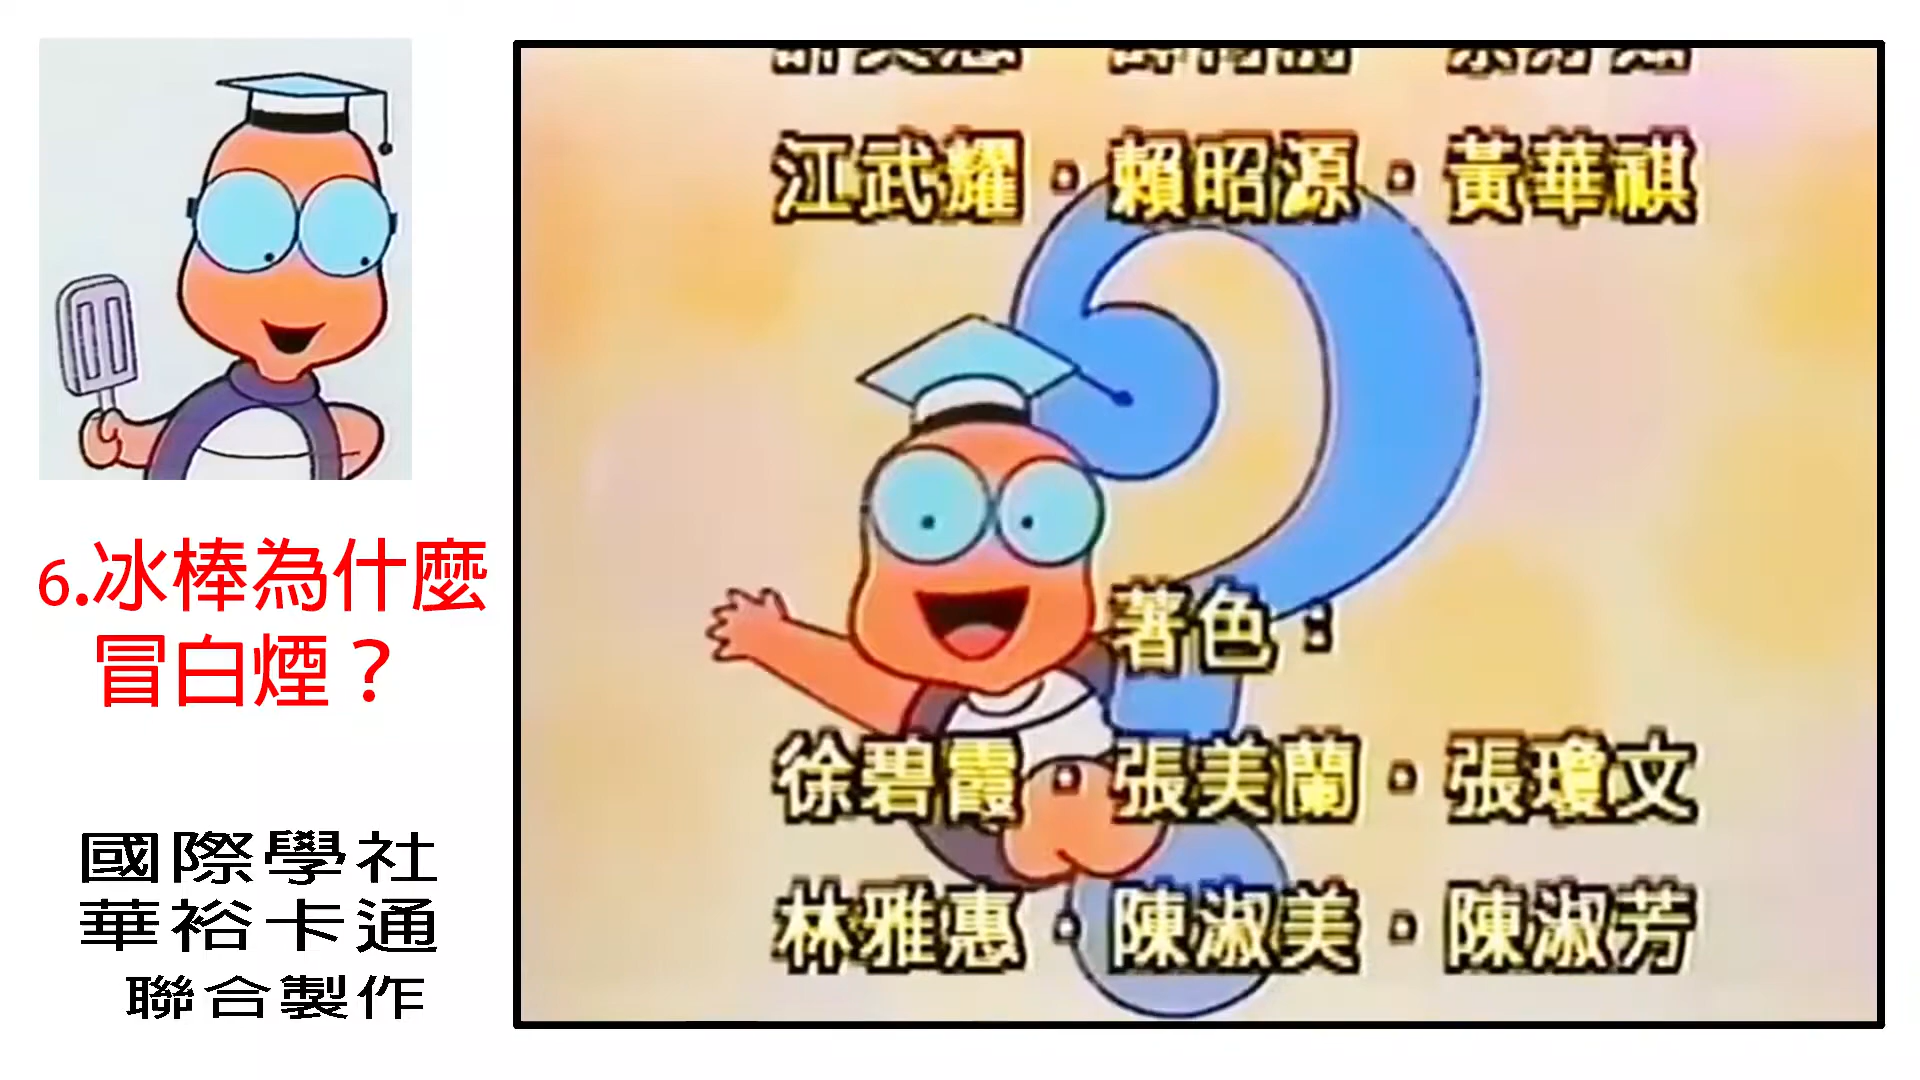 6.冰棒為什麼
冒白煙？
國際學社
華裕卡通
聯合製作
江武耀・賴昭源・黃華祺
著色：
徐碧霞・張美蘭・張瓊文
林雅惠・陳淑美・陳淑芳